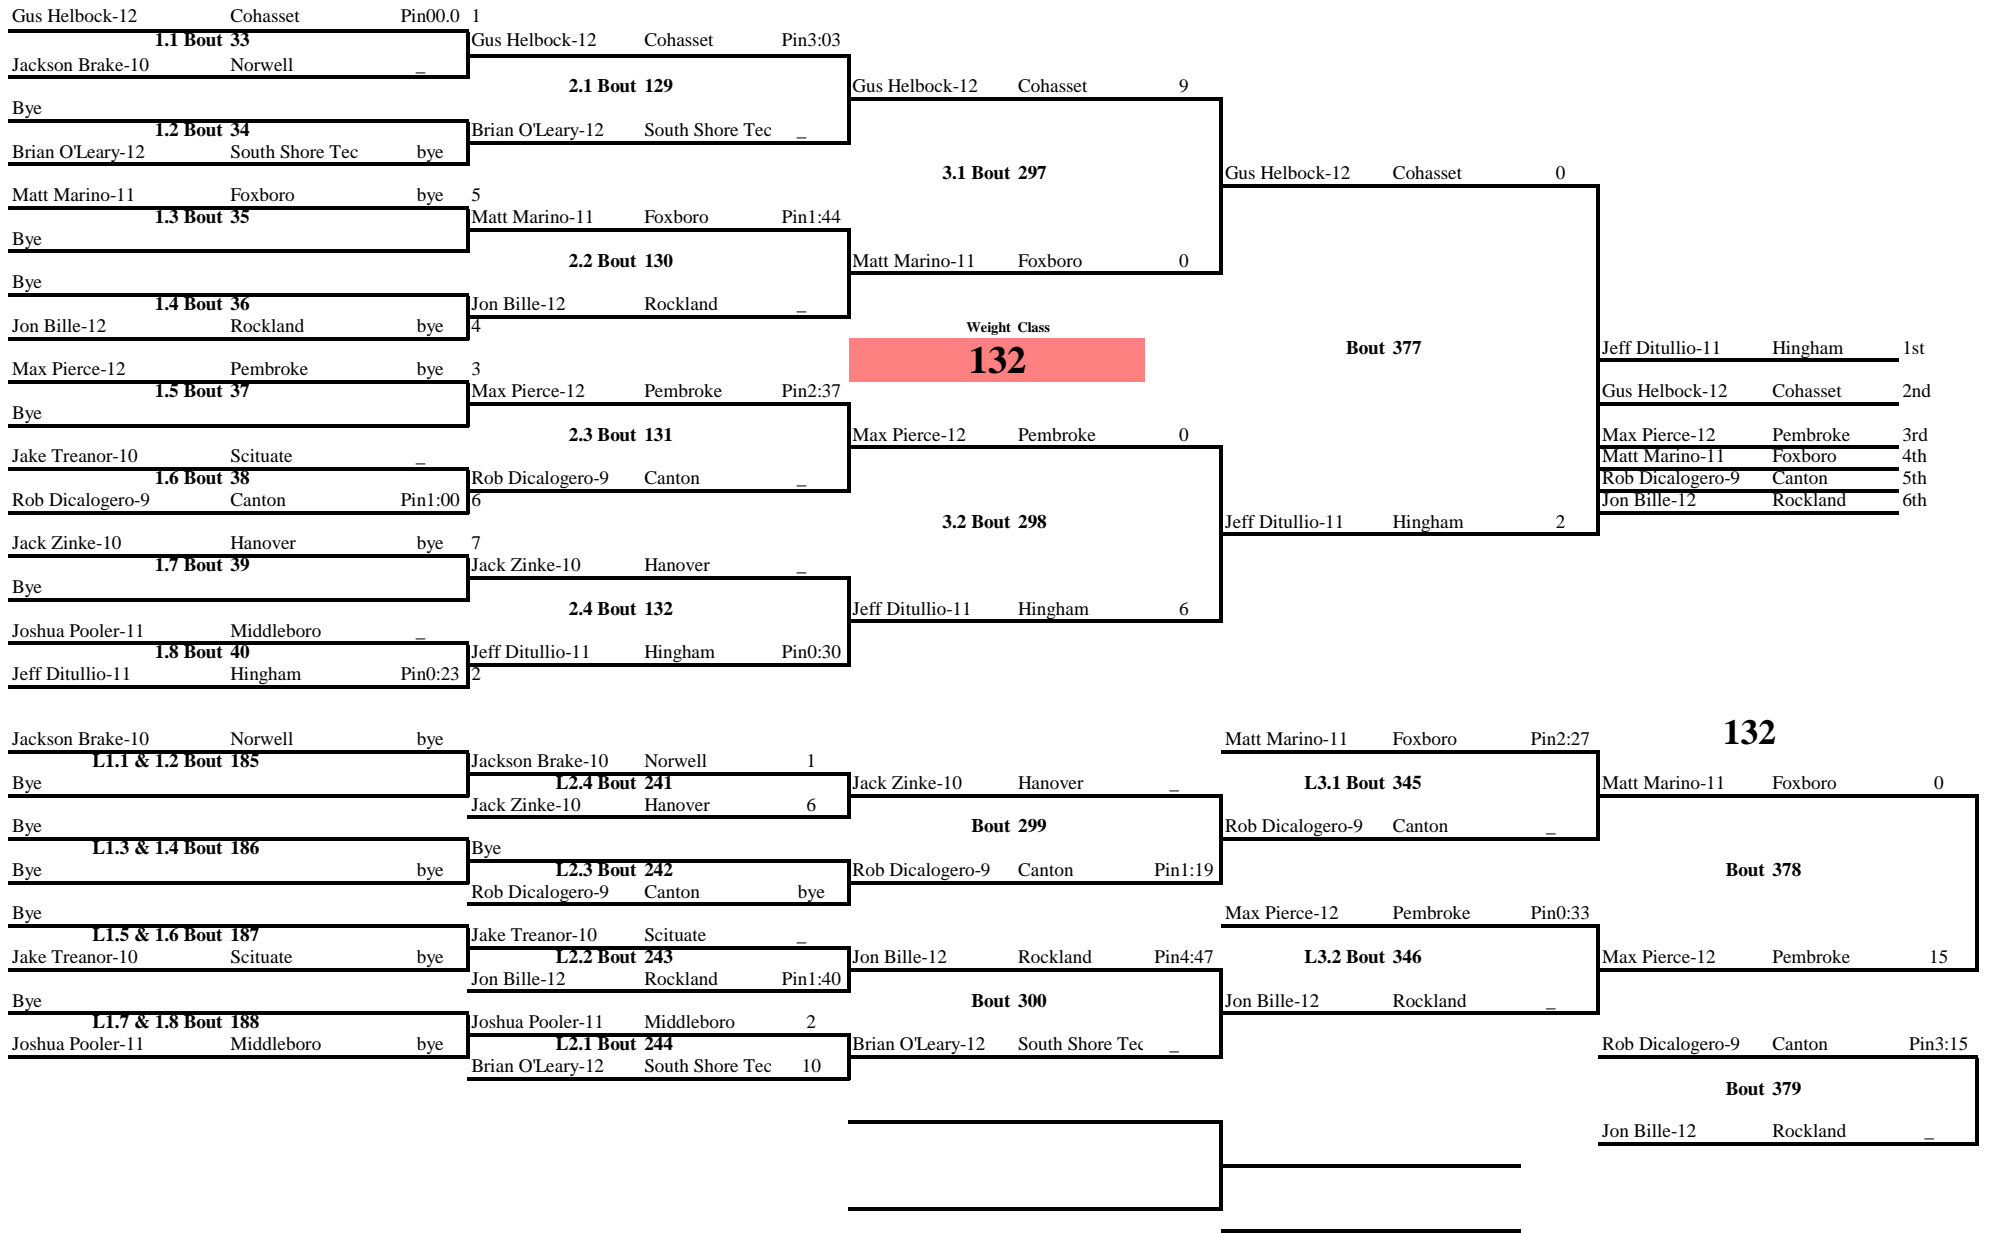 Gus Helbock-12 Cohasset Pin00.0 1
1.1 Bout 33
Jackson Brake-10 Norwell _
Bye
1.2 Bout 34
Brian O'Leary-12 South Shore Tec bye
Matt Marino-11 Foxboro bye 5
1.3 Bout 35
Bye
Bye
1.4 Bout 36
Jon Bille-12 Rockland bye 4
Max Pierce-12 Pembroke bye 3
1.5 Bout 37
Bye
Jake Treanor-10 Scituate _
1.6 Bout 38
Rob Dicalogero-9 Canton Pin1:00 6
Jack Zinke-10 Hanover bye 7
1.7 Bout 39
Bye
Joshua Pooler-11 Middleboro _
1.8 Bout 40
Jeff Ditullio-11 Hingham Pin0:23 2
Gus Helbock-12 Cohasset Pin3:03
2.1 Bout 129
Brian O'Leary-12 South Shore Tec _
Matt Marino-11 Foxboro Pin1:44
2.2 Bout 130
Jon Bille-12 Rockland _
Max Pierce-12 Pembroke Pin2:37
2.3 Bout 131
Rob Dicalogero-9 Canton _
Jack Zinke-10 Hanover _
2.4 Bout 132
Jeff Ditullio-11 Hingham Pin0:30
Gus Helbock-12 Cohasset 9
3.1 Bout 297
Matt Marino-11 Foxboro 0
Weight Class
132
Max Pierce-12 Pembroke 0
3.2 Bout 298
Jeff Ditullio-11 Hingham 6
Gus Helbock-12 Cohasset 0
Bout 377
Jeff Ditullio-11 Hingham 2
Jeff Ditullio-11 Hingham 1st
Gus Helbock-12 Cohasset 2nd
Max Pierce-12 Pembroke 3rd
Matt Marino-11 Foxboro 4th
Rob Dicalogero-9 Canton 5th
Jon Bille-12 Rockland 6th
Jackson Brake-10 Norwell bye
L1.1 & 1.2 Bout 185
Bye
Bye
L1.3 & 1.4 Bout 186
Bye bye
Bye
L1.5 & 1.6 Bout 187
Jake Treanor-10 Scituate bye
Bye
L1.7 & 1.8 Bout 188
Joshua Pooler-11 Middleboro bye
Jackson Brake-10 Norwell 1
L2.4 Bout 241
Jack Zinke-10 Hanover 6
Bye
L2.3 Bout 242
Rob Dicalogero-9 Canton bye
Jake Treanor-10 Scituate _
L2.2 Bout 243
Jon Bille-12 Rockland Pin1:40
Joshua Pooler-11 Middleboro 2
L2.1 Bout 244
Brian O'Leary-12 South Shore Tec 10
Jack Zinke-10 Hanover _
Bout 299
Rob Dicalogero-9 Canton Pin1:19
Jon Bille-12 Rockland Pin4:47
Bout 300
Brian O'Leary-12 South Shore Tec _
Matt Marino-11 Foxboro Pin2:27
L3.1 Bout 345
Rob Dicalogero-9 Canton _
Max Pierce-12 Pembroke Pin0:33
L3.2 Bout 346
Jon Bille-12 Rockland _
132
Matt Marino-11 Foxboro 0
Bout 378
Max Pierce-12 Pembroke 15
Rob Dicalogero-9 Canton Pin3:15
Bout 379
Jon Bille-12 Rockland _